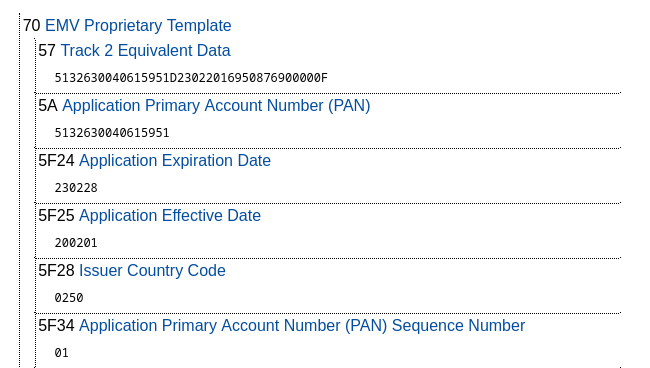 70 EMV Proprietary Template
57 Track 2 Equivalent Data
5132630040615951D23022016950876900000F
5A Application Primary Account Number (PAN)
5132630040615951
5F24 Application Expiration Date
230228
5F25 Application Effective Date
200201
5F28 Issuer Country Code
0250
5F34 Application Primary Account Number (PAN) Sequence Number
01